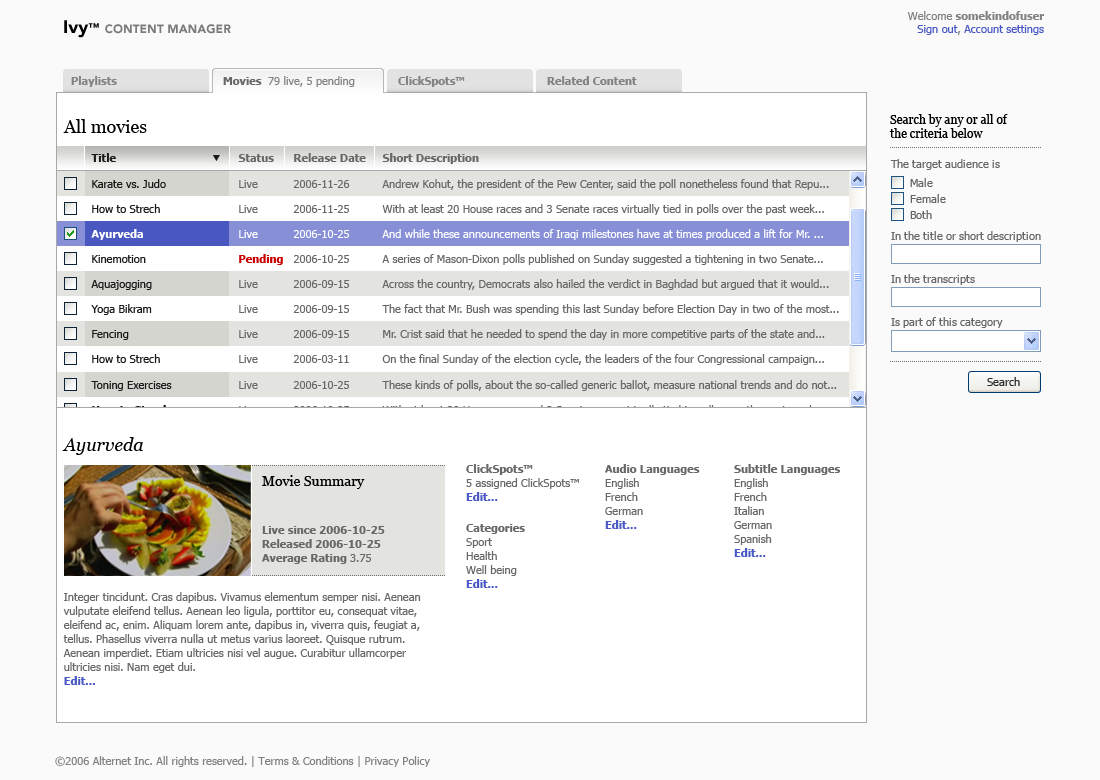 Ivy™ CONTENT MANAGER
Welcome somekindofuser
Sign out, Account settings
Playlists
Movies 79 live, 5 pending
ClickSpots™
Related Content
All movies
Title Status Release Date Short Description
Karate vs. Judo Live 2006-11-26 Andrew Kohut, the president of the Pew Center, said the poll nonetheless found that Repu...
How to Strech Live 2006-11-25 With at least 20 House races and 3 Senate races virtually tied in polls over the past week...
Ayurveda Live 2006-10-25 And while these announcements of Iraqi milestones have at times produced a lift for Mr. ...
Kinemotion Pending 2006-10-25 A series of Mason-Dixon polls published on Sunday suggested a tightening in two Senate...
Aquajogging Live 2006-09-15 Across the country, Democrats also hailed the verdict in Baghdad but argued that it would...
Yoga Bikram Live 2006-09-15 The fact that Mr. Bush was spending this last Sunday before Election Day in two of the most...
Fencing Live 2006-09-15 Mr. Crist said that he needed to spend the day in more competitive parts of the state and...
How to Strech Live 2006-03-11 On the final Sunday of the election cycle, the leaders of the four Congressional campaign...
Toning Exercises Live 2006-10-25 These kinds of polls, about the so-called generic ballot, measure national trends and do not...
Search by any or all of
the criteria below
The target audience is
Male
Female
Both
In the title or short description
In the transcripts
Is part of this category
Search
Ayurveda
Movie Summary
Live since 2006-10-25
Released 2006-10-25
Average Rating 3.75
Integer tincidunt. Cras dapibus. Vivamus elementum semper nisi. Aenean
vulputate eleifend tellus. Aenean leo ligula, porttitor eu, consequat vitae,
eleifend ac, enim. Aliquam lorem ante, dapibus in, viverra quis, feugiat a,
tellus. Phasellus viverra nulla ut metus varius laoreet. Quisque rutrum.
Aenean imperdiet. Etiam ultricies nisi vel augue. Curabitur ullamcorper
ultricies nisi. Nam eget dui.
Edit...
ClickSpots™
5 assigned ClickSpots™
Edit...
Categories
Sport
Health
Well being
Edit...
Audio Languages
English
French
German
Edit...
Subtitle Languages
English
French
Italian
German
Spanish
Edit...
©2006 Alternet Inc. All rights reserved. | Terms & Conditions | Privacy Policy